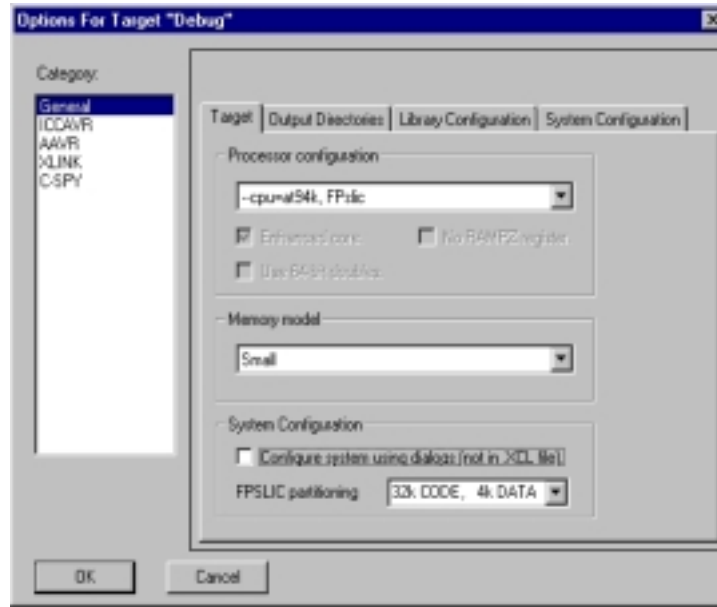 Options For Target "Debug"
Category:
General
ICCAVR
AAVR
XLINK
C-SPY
Target
Output Directories
Library Configuration
System Configuration
Processor configuration
--cpu=at94k, FPslic
Enhanced core
No RAMPZ register
Use 64-bit doubles
Memory model
Small
System Configuration
Configure system using dialogs (not in .XCL file).
FPSLIC partitioning
32k CODE, 4k DATA
OK
Cancel